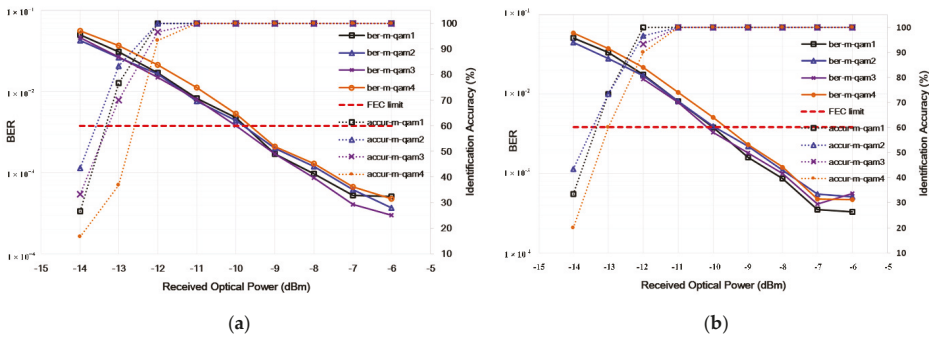 (a)
BER
1 × 10⁻¹
1 × 10⁻²
1 × 10⁻⁴
1 × 10⁻⁴
-15 -14 -13 -12 -11 -10 -9 -8 -7 -6 -5
Received Optical Power (dBm)
100
90
80
70
60
50
40
30
20
10
Identification Accuracy (%)
ber-m-qam1
ber-m-qam2
ber-m-qam3
ber-m-qam4
FEC limit
accur-m-qam1
accur-m-qam2
accur-m-qam3
accur-m-qam4
(b)
BER
1 × 10⁻¹
1 × 10⁻²
1 × 10⁻³
1 × 10⁻¹
-15 -14 -13 -12 -11 -10 -9 -8 -7 -6 -5
Received Optical Power (dBm)
100
90
80
70
60
50
40
30
20
10
Identification Accuracy (%)
ber-m-qam1
ber-m-qam2
ber-m-qam3
ber-m-qam4
FEC limit
accur-m-qam1
accur-m-qam2
accur-m-qam3
accur-m-qam4
(a)
(b)